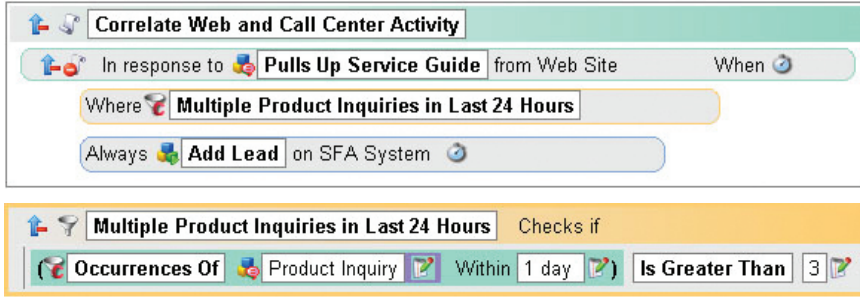 Correlate Web and Call Center Activity
In response to Pulls Up Service Guide from Web Site When
Where Multiple Product Inquiries in Last 24 Hours
Always Add Lead on SFA System
Multiple Product Inquiries in Last 24 Hours Checks if
( Occurrences Of Product Inquiry Within 1 day ) Is Greater Than 3